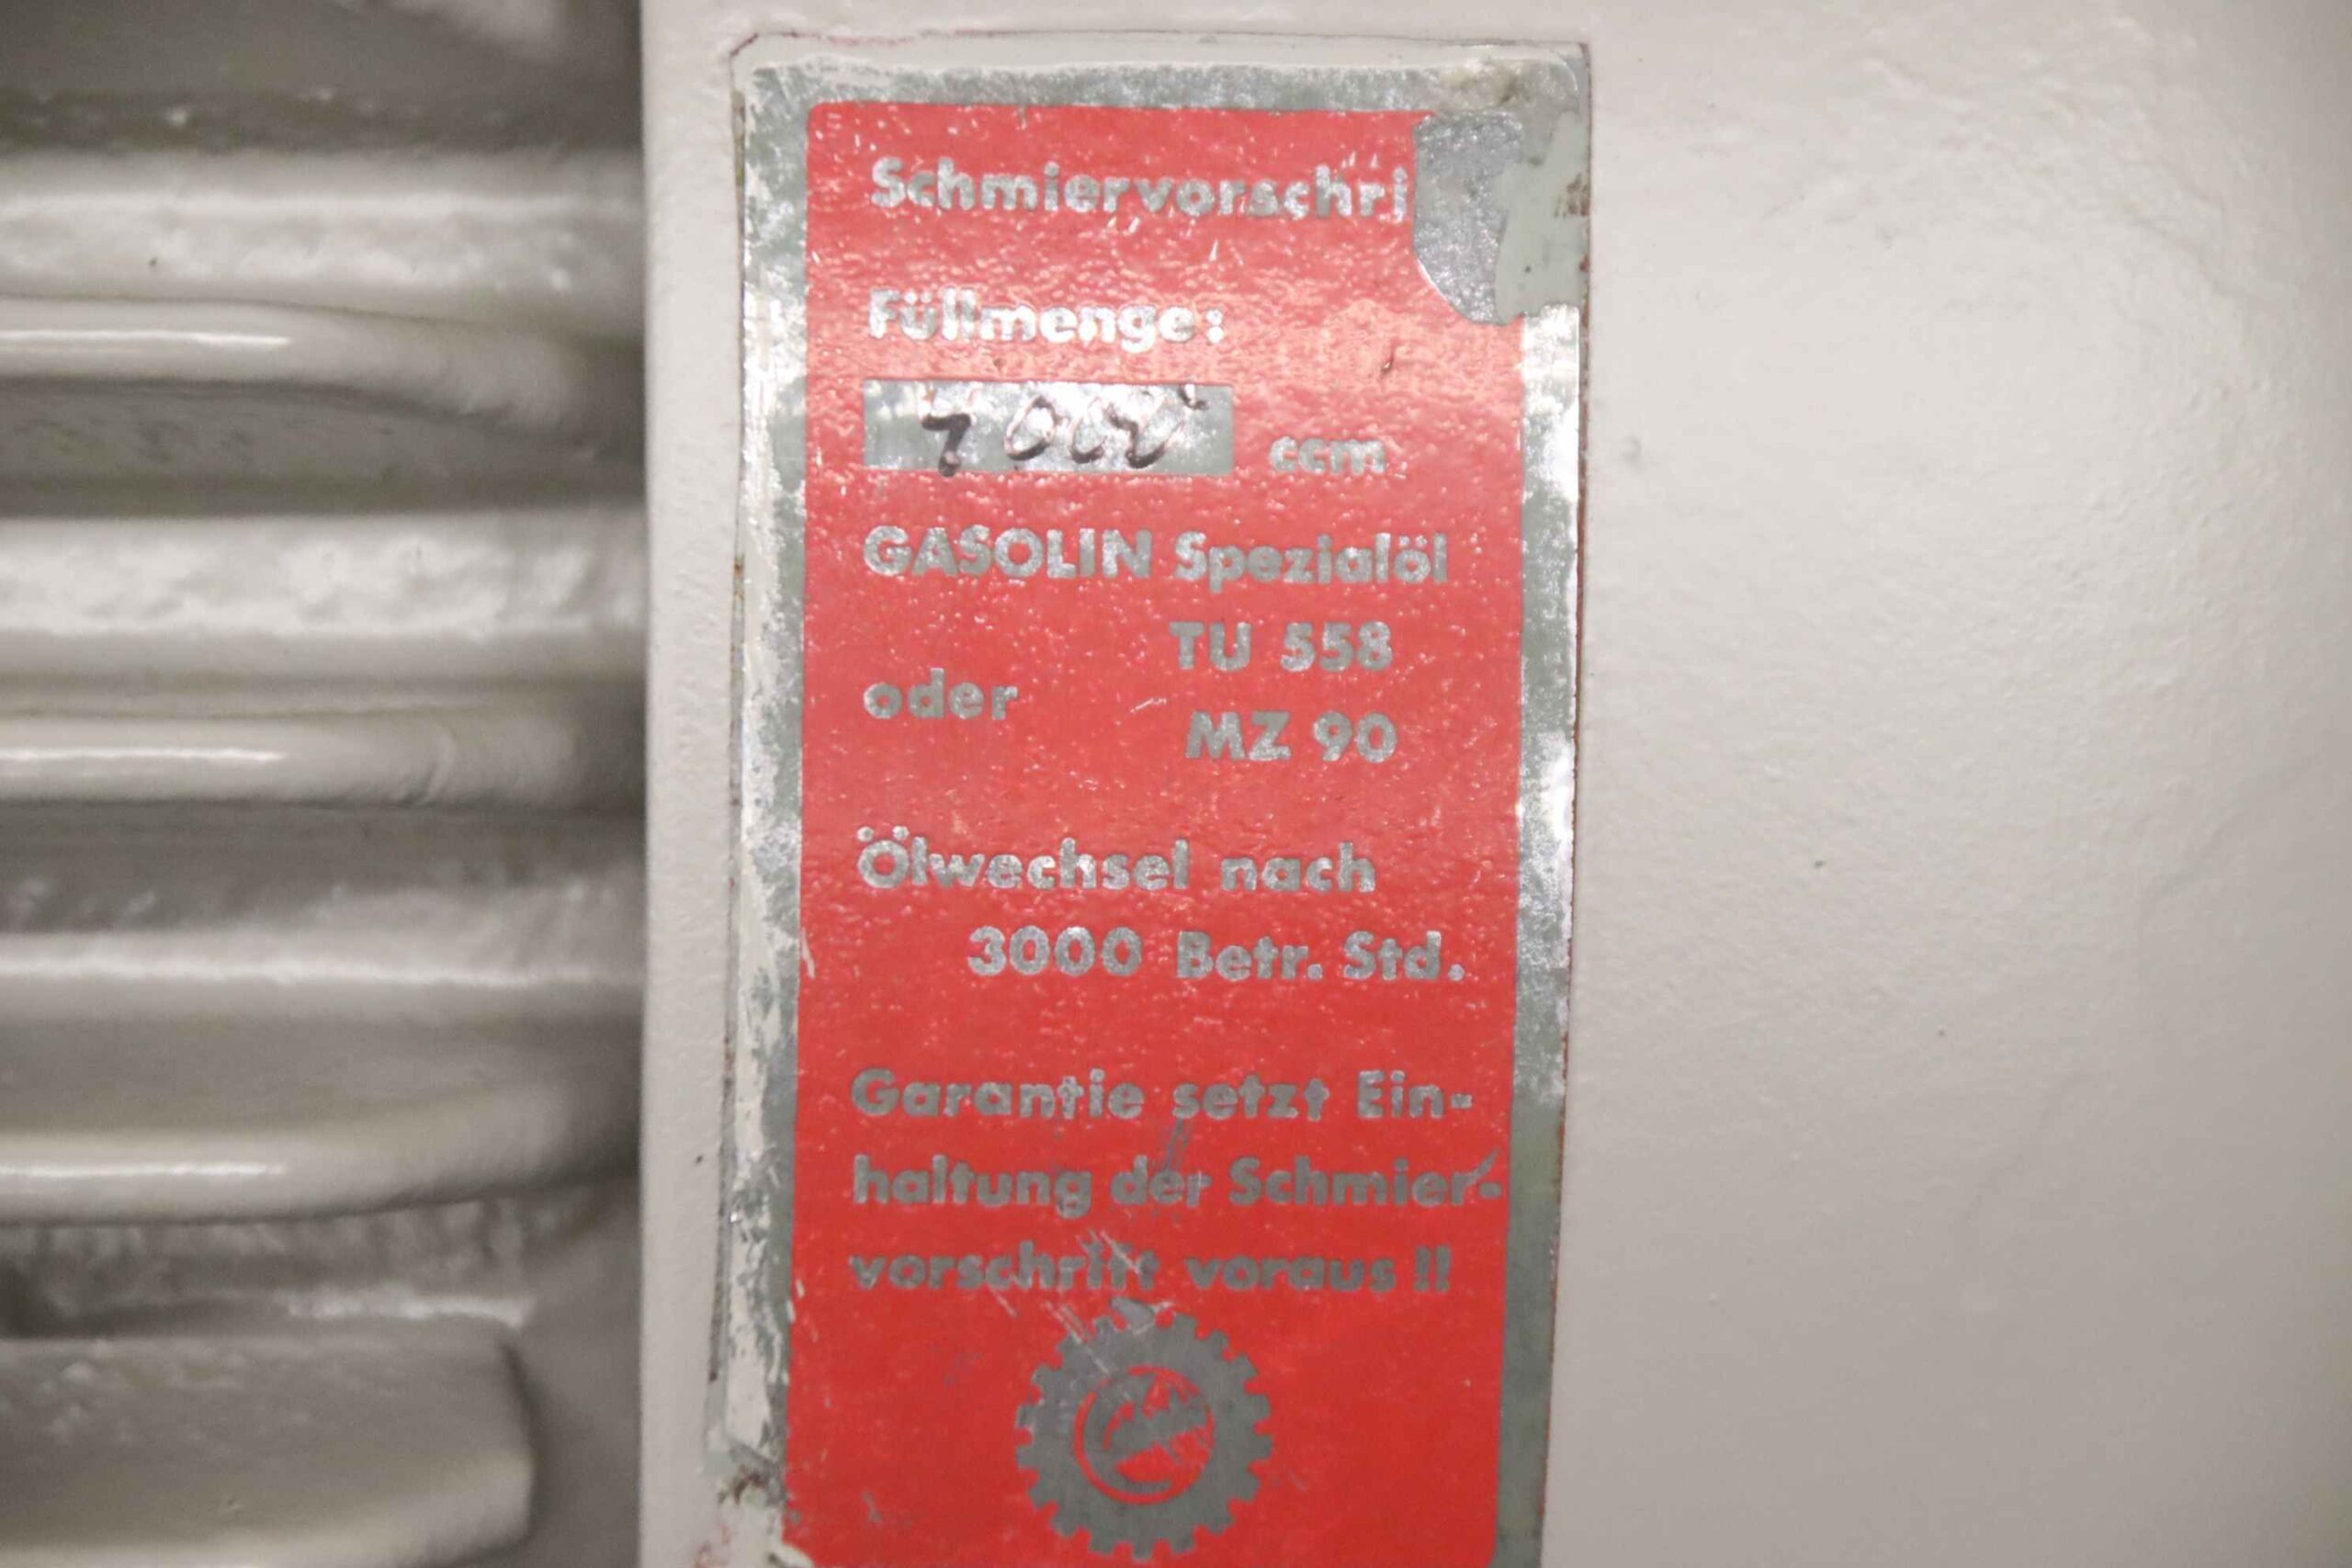 Schmiervorschri
Füllmenge:
ccm
GASOLIN Spezialöl
TU 558
oder
MZ 90
Ölwechsel nach
3000 Betr. Std.
Garantie setzt Ein-
haltung der Schmier-
vorschrift voraus !!